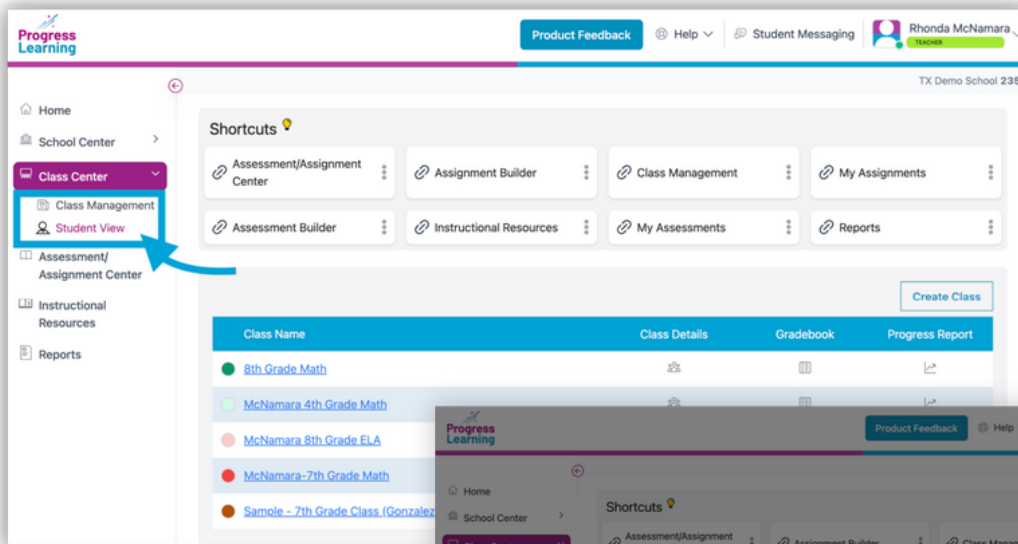 Progress
Learning
Product Feedback
Help
Student Messaging
Rhonda McNamara
TEACHER
TX Demo School 235
Home
School Center
Class Center
Class Management
Student View
Assessment/
Assignment Center
Instructional
Resources
Reports
Shortcuts
Assessment/Assignment
Center
Assignment Builder
Class Management
My Assignments
Assessment Builder
Instructional Resources
My Assessments
Reports
Create Class
Class Name Class Details Gradebook Progress Report
8th Grade Math
McNamara 4th Grade Math
McNamara 8th Grade ELA
McNamara-7th Grade Math
Sample - 7th Grade Class (Gonzalez
Progress
Learning
Product Feedback
Help
Home
School Center
Shortcuts
Assessment/Assignment
Assignment Builder